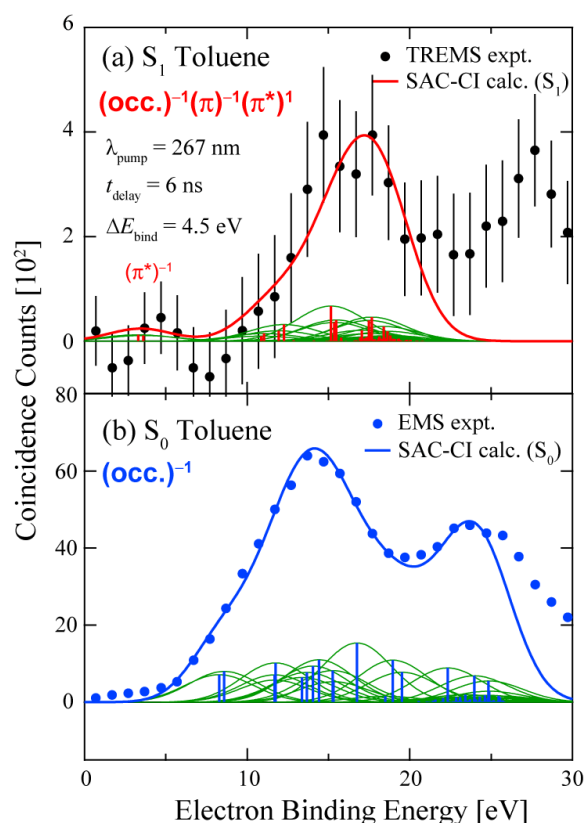 6
(a) S₁ Toluene
TREMS expt.
SAC-CI calc. (S₁)
(occ.)⁻¹(π)⁻¹(π*)¹
λpump = 267 nm
4
tdelay = 6 ns
ΔEbind = 4.5 eV
2
(π*)⁻¹
0
Coincidence Counts [10²]
80
(b) S₀ Toluene
EMS expt.
SAC-CI calc. (S₀)
(occ.)⁻¹
60
40
20
0
0 10 20 30
Electron Binding Energy [eV]